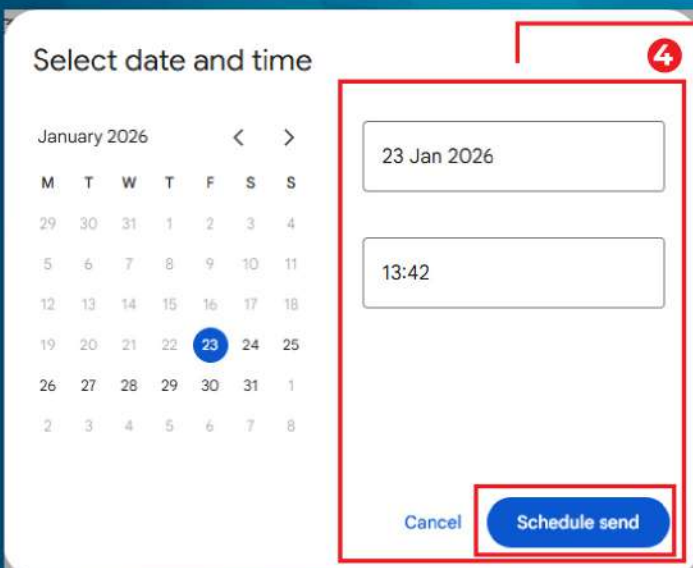 Select date and time
4
January 2026 < >
M T W T F S S
29 30 31 1 2 3 4
5 6 7 8 9 10 11
12 13 14 15 16 17 18
19 20 21 22 23 24 25
26 27 28 29 30 31 1
2 3 4 5 6 7 8
23 Jan 2026
13:42
Cancel Schedule send